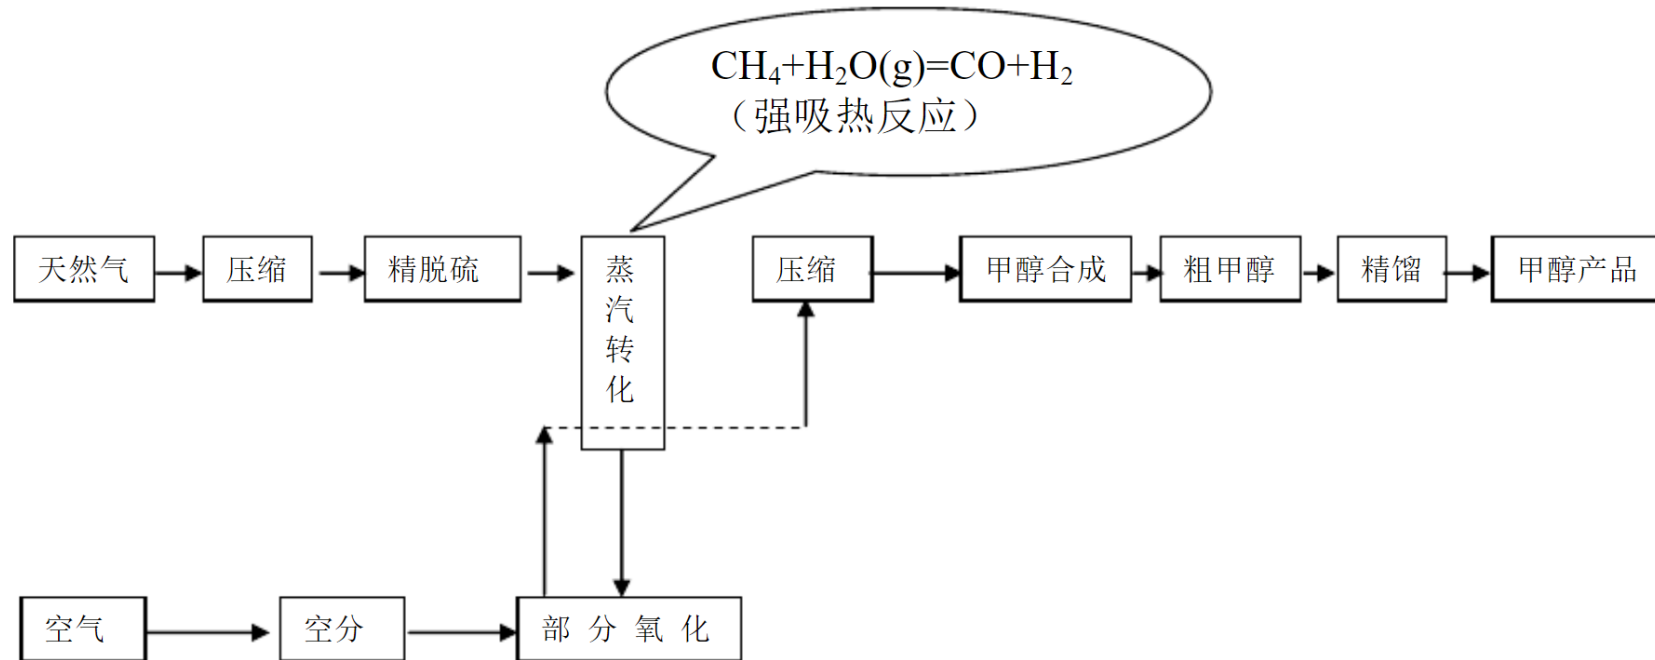 CH₄+H₂O(g)=CO+H₂
（强吸热反应）
天然气
压缩
精脱硫
蒸
汽
转
化
压缩
甲醇合成
粗甲醇
精馏
甲醇产品
空气
空分
部 分 氧 化